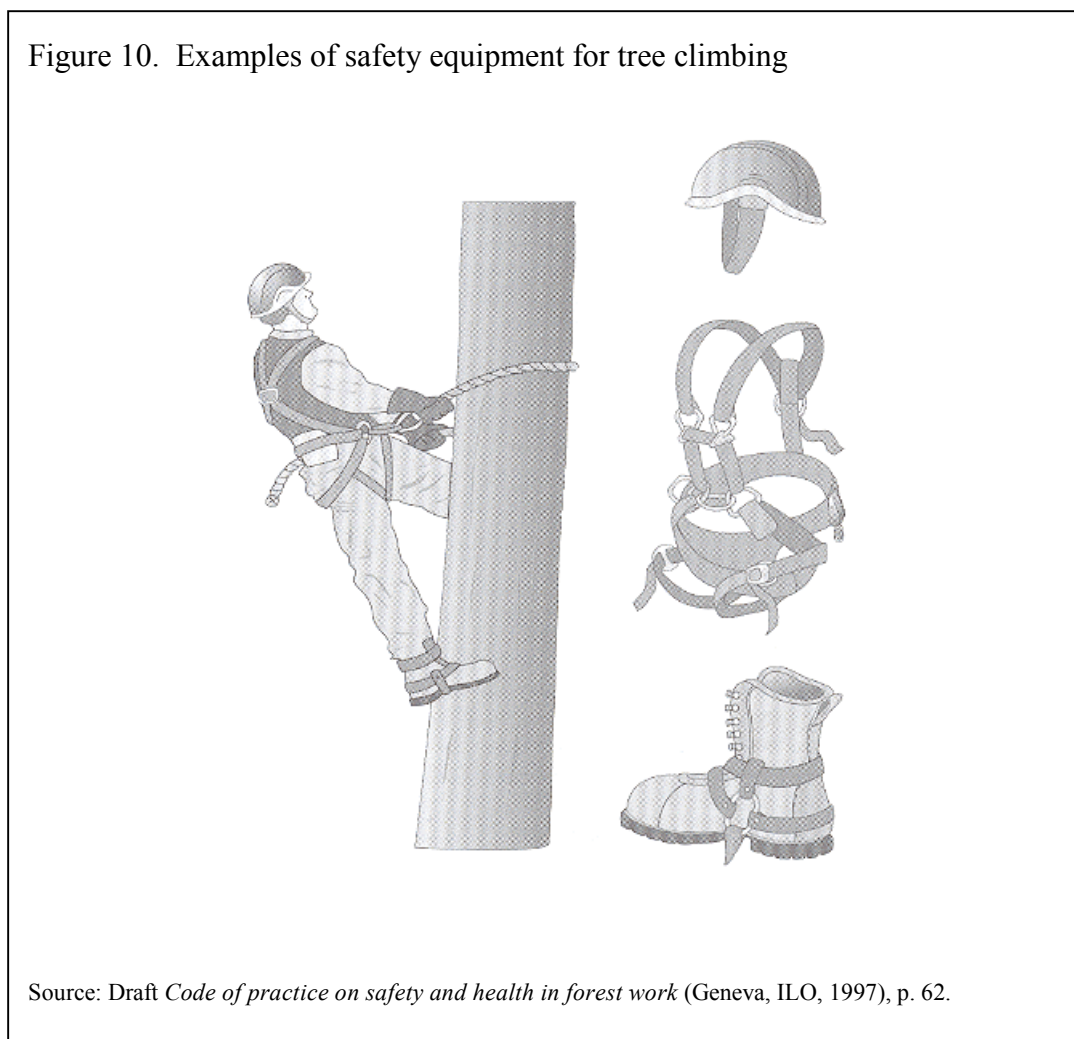 Figure 10.  Examples of safety equipment for tree climbing
Source: Draft Code of practice on safety and health in forest work (Geneva, ILO, 1997), p. 62.